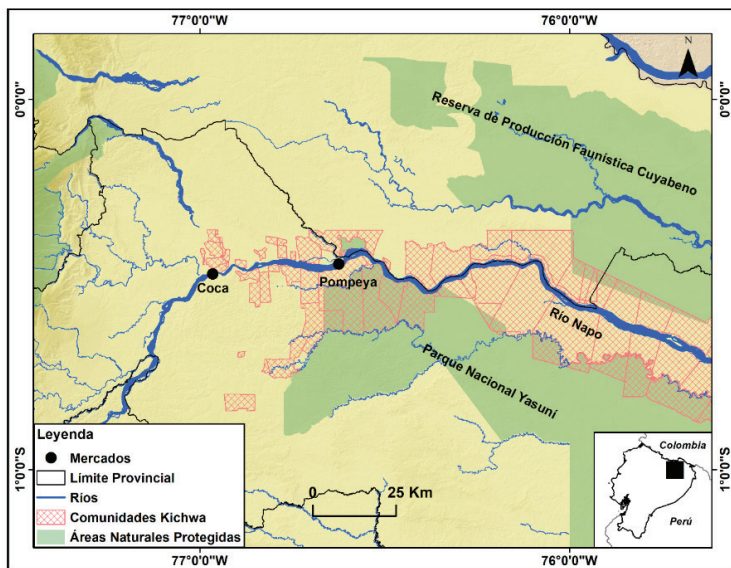 77°0'0"W
76°0'0"W
N
0°0'0"
0°0'0"
Reserva de Producción Faunística Cuyabeno
Coca
Pompeya
Río Napo
Parque Nacional Yasuní
Leyenda
Mercados
Límite Provincial
Ríos
Comunidades Kichwa
Áreas Naturales Protegidas
0 25 Km
Colombia
Perú
1°0'0"S
1°0'0"S
77°0'0"W
76°0'0"W